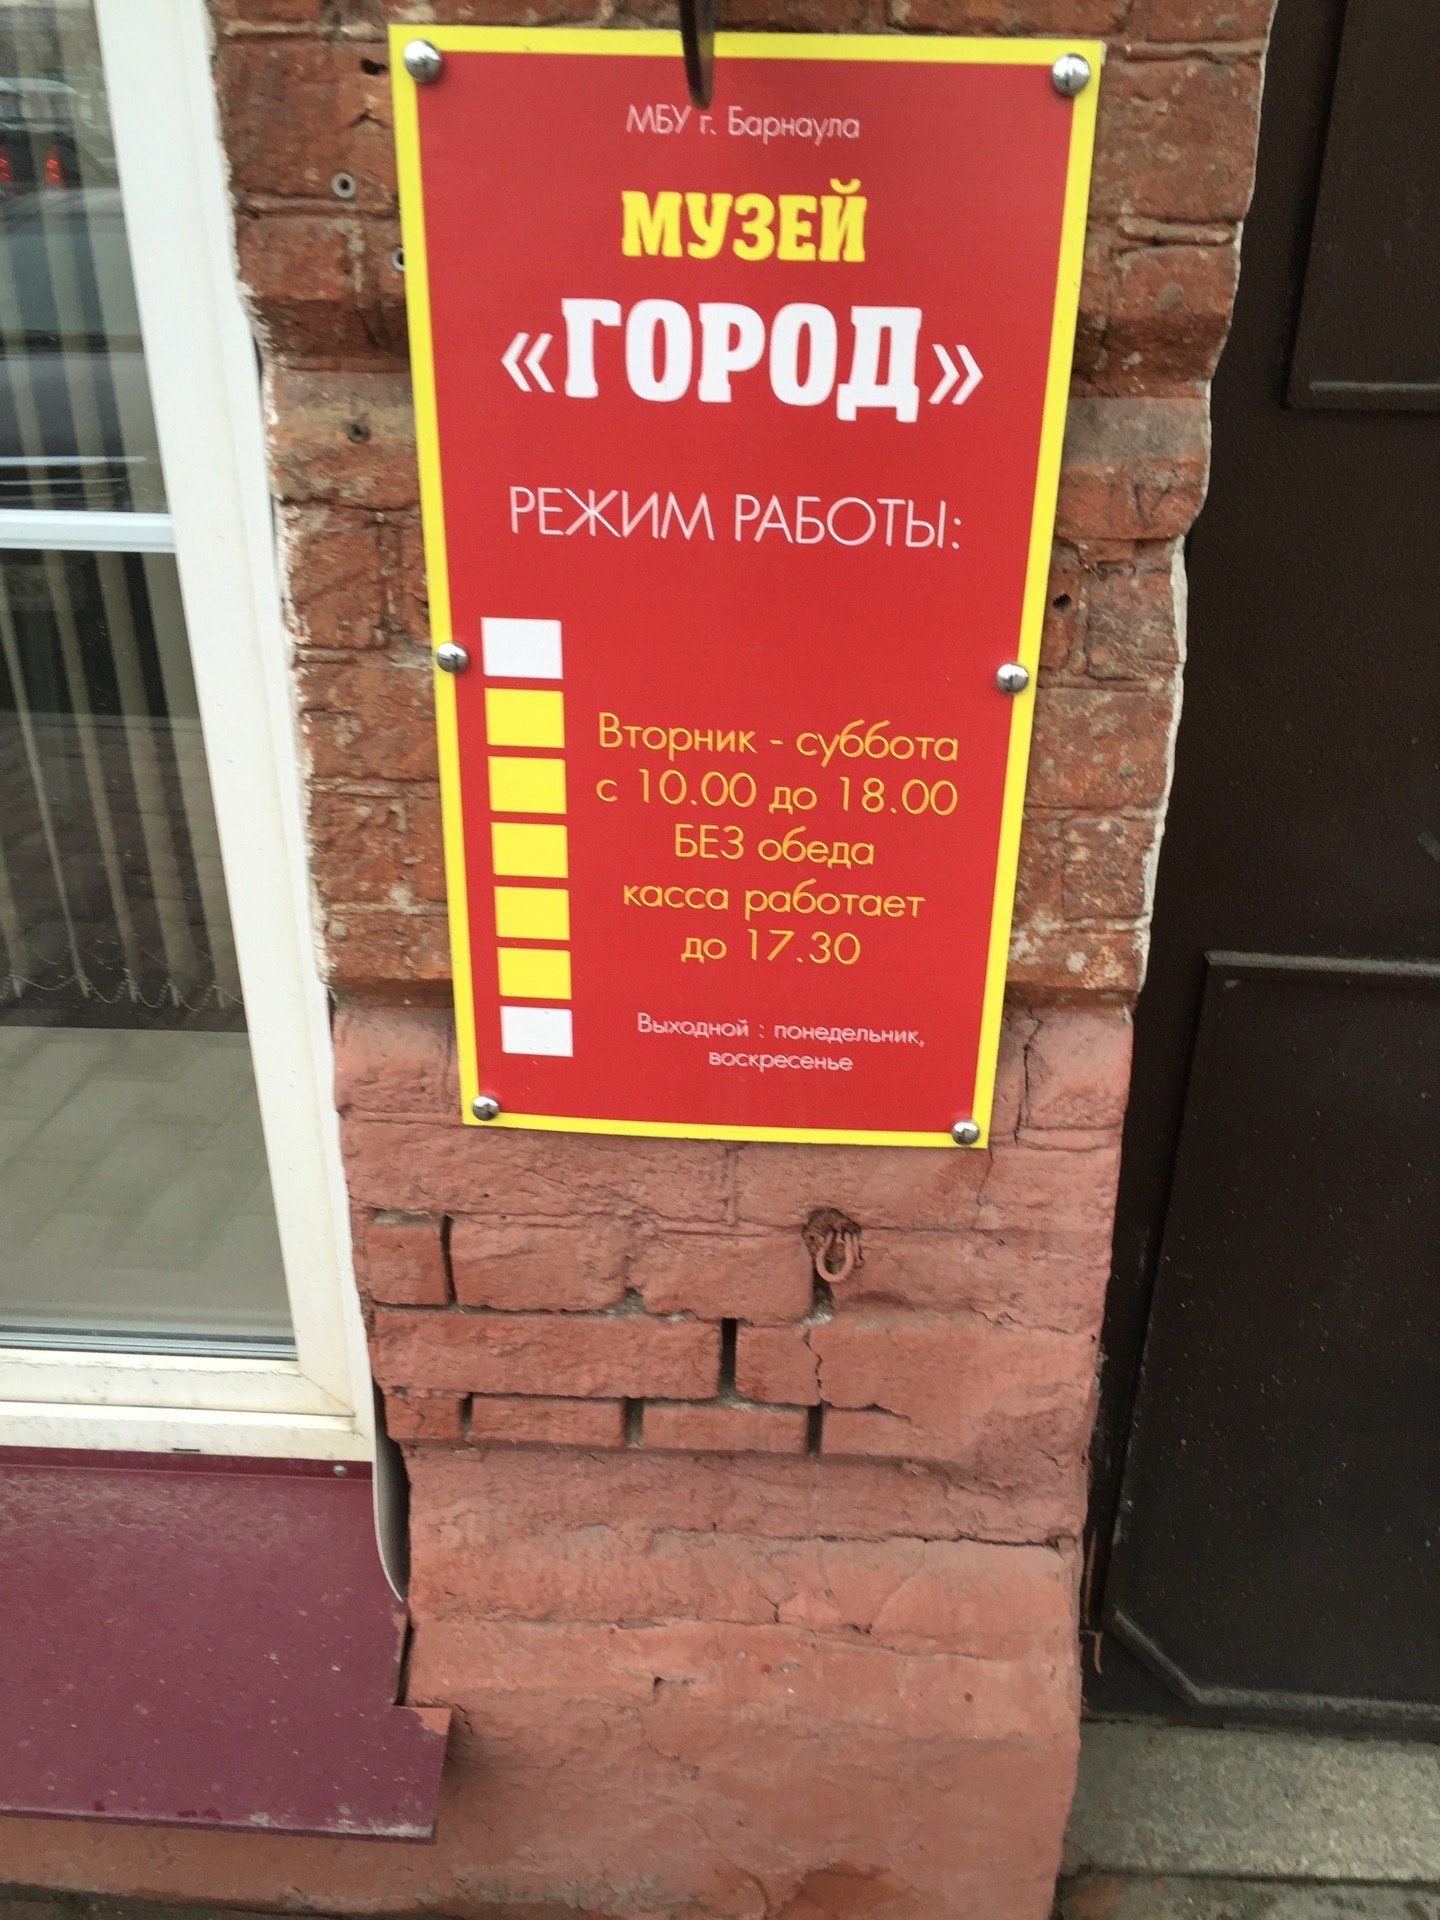 МБУ г. Барнаула
МУЗЕЙ
«ГОРОД»
РЕЖИМ РАБОТЫ:
Вторник - суббота
с 10.00 до 18.00
БЕЗ обеда
касса работает
до 17.30
Выходной : понедельник,
воскресенье